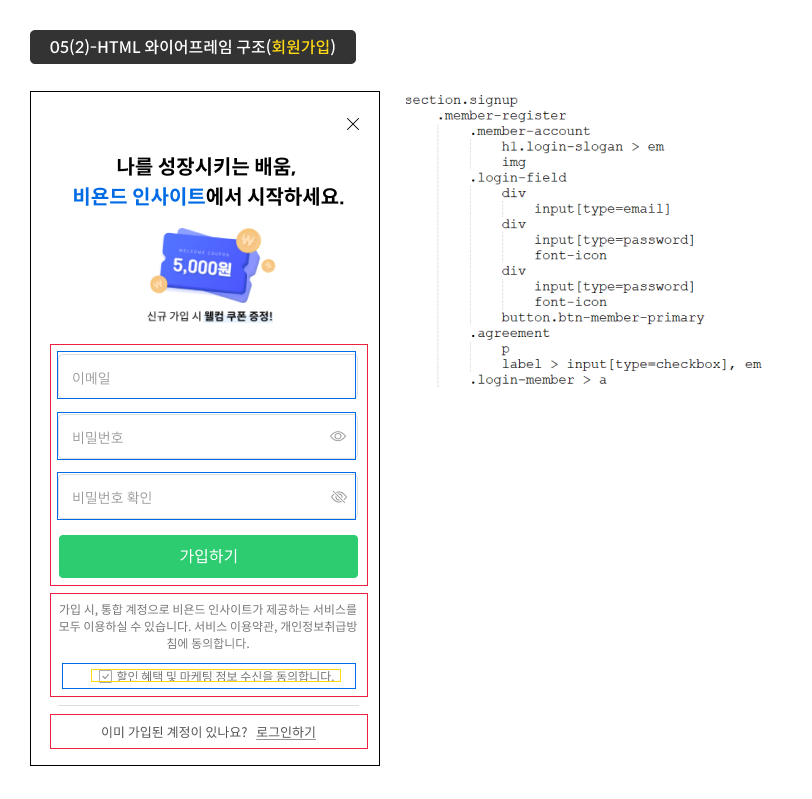 05(2)-HTML 와이어프레임 구조(회원가입)
나를 성장시키는 배움,
비욘드 인사이트에서 시작하세요.
WELCOME COUPON
5,000원
신규 가입 시 웰컴 쿠폰 증정!
이메일
비밀번호
비밀번호 확인
가입하기
가입 시, 통합 계정으로 비욘드 인사이트가 제공하는 서비스를
모두 이용하실 수 있습니다. 서비스 이용약관, 개인정보취급방
침에 동의합니다.
할인 혜택 및 마케팅 정보 수신을 동의합니다.
이미 가입된 계정이 있나요? 로그인하기
section.signup
.member-register
.member-account
h1.login-slogan > em
img
.login-field
div
input[type=email]
div
input[type=password]
font-icon
div
input[type=password]
font-icon
button.btn-member-primary
.agreement
p
label > input[type=checkbox], em
.login-member > a